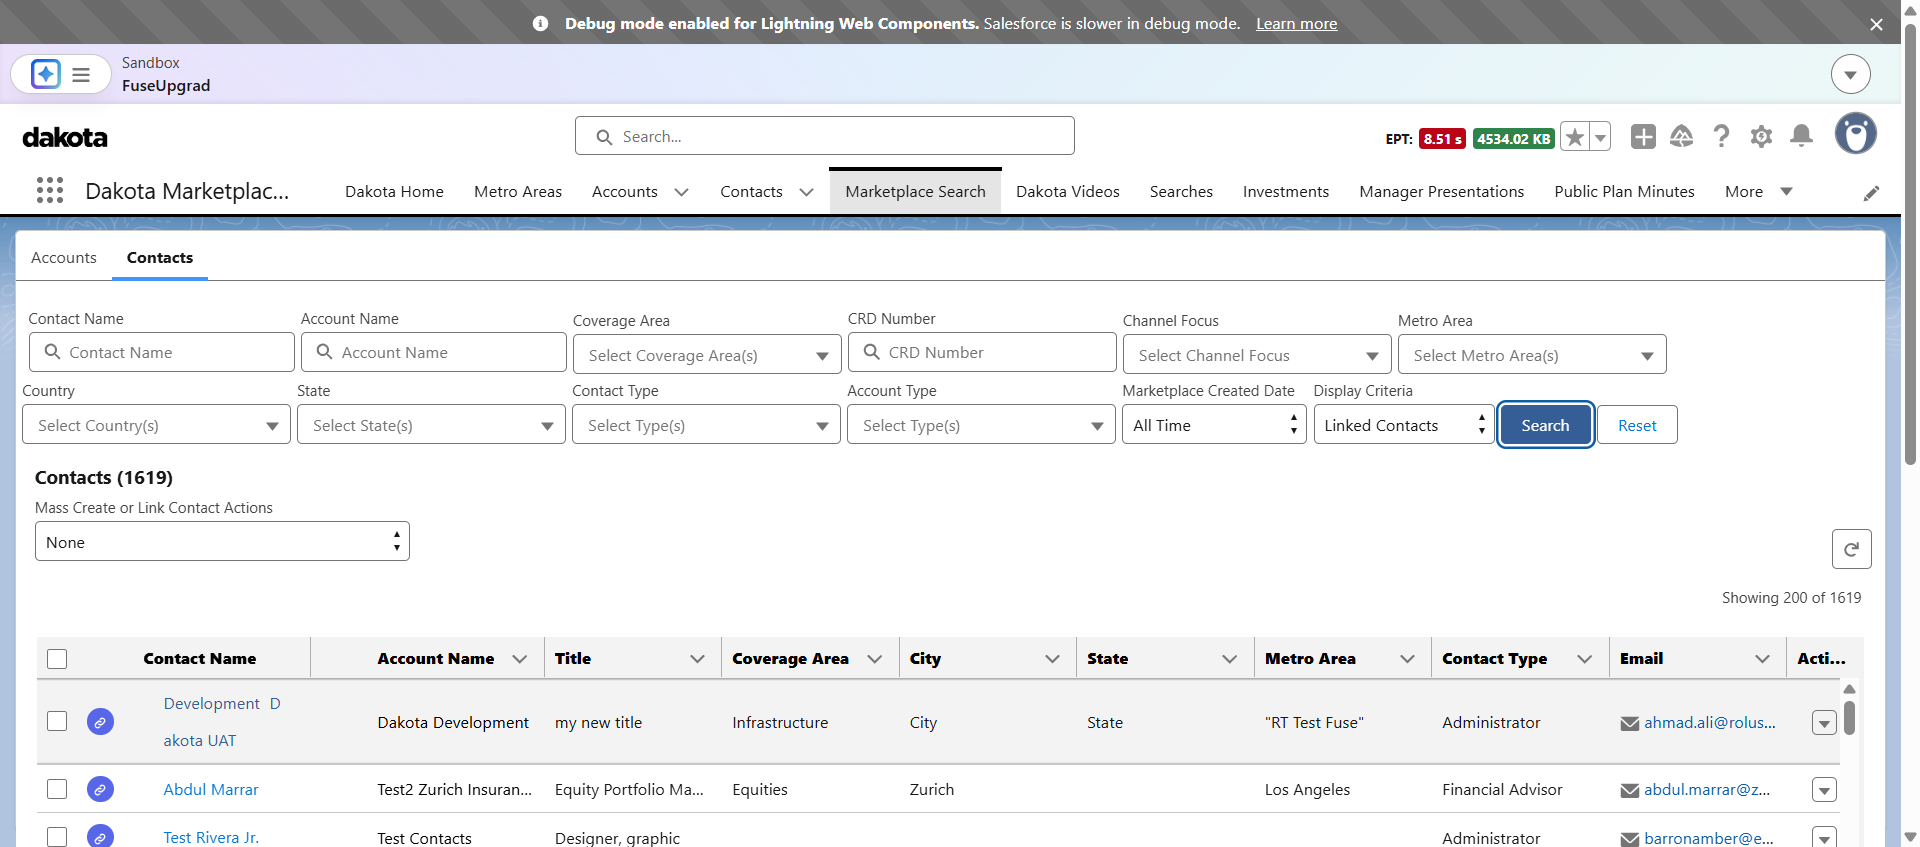 Debug mode enabled for Lightning Web Components. Salesforce is slower in debug mode. Learn more
Sandbox
FuseUpgrad
dakota
Search...
EPT: 8.51 s 4534.02 KB
Dakota Marketplac...
Dakota Home
Metro Areas
Accounts
Contacts
Marketplace Search
Dakota Videos
Searches
Investments
Manager Presentations
Public Plan Minutes
More
Accounts
Contacts
Contact Name
Account Name
Coverage Area
CRD Number
Channel Focus
Metro Area
Contact Name
Account Name
Select Coverage Area(s)
CRD Number
Select Channel Focus
Select Metro Area(s)
Country
State
Contact Type
Account Type
Marketplace Created Date
Display Criteria
Select Country(s)
Select State(s)
Select Type(s)
Select Type(s)
All Time
Linked Contacts
Search
Reset
Contacts (1619)
Mass Create or Link Contact Actions
None
Showing 200 of 1619
Contact Name
Account Name
Title
Coverage Area
City
State
Metro Area
Contact Type
Email
Acti...
Development D
akota UAT
Dakota Development
my new title
Infrastructure
City
State
"RT Test Fuse"
Administrator
ahmad.ali@rolus...
Abdul Marrar
Test2 Zurich Insuran...
Equity Portfolio Ma...
Equities
Zurich
Los Angeles
Financial Advisor
abdul.marrar@z...
Test Rivera Jr.
Test Contacts
Designer, graphic
Administrator
barronamber@e...